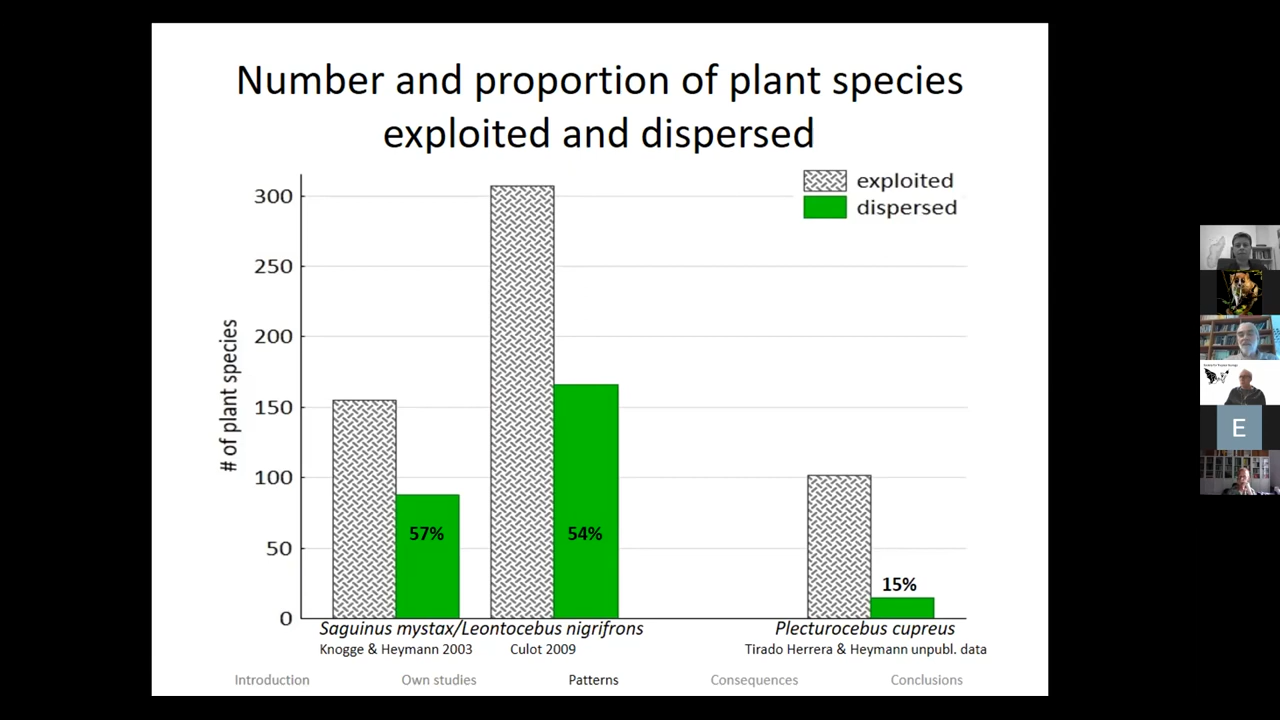 Number and proportion of plant species
exploited and dispersed
exploited
dispersed
300
250
200
150
100
50
0
# of plant species
57%
54%
15%
Saguinus mystax/Leontocebus nigrifrons
Plecturocebus cupreus
Knogge & Heymann 2003
Culot 2009
Tirado Herrera & Heymann unpubl. data
Introduction
Own studies
Patterns
Consequences
Conclusions
E